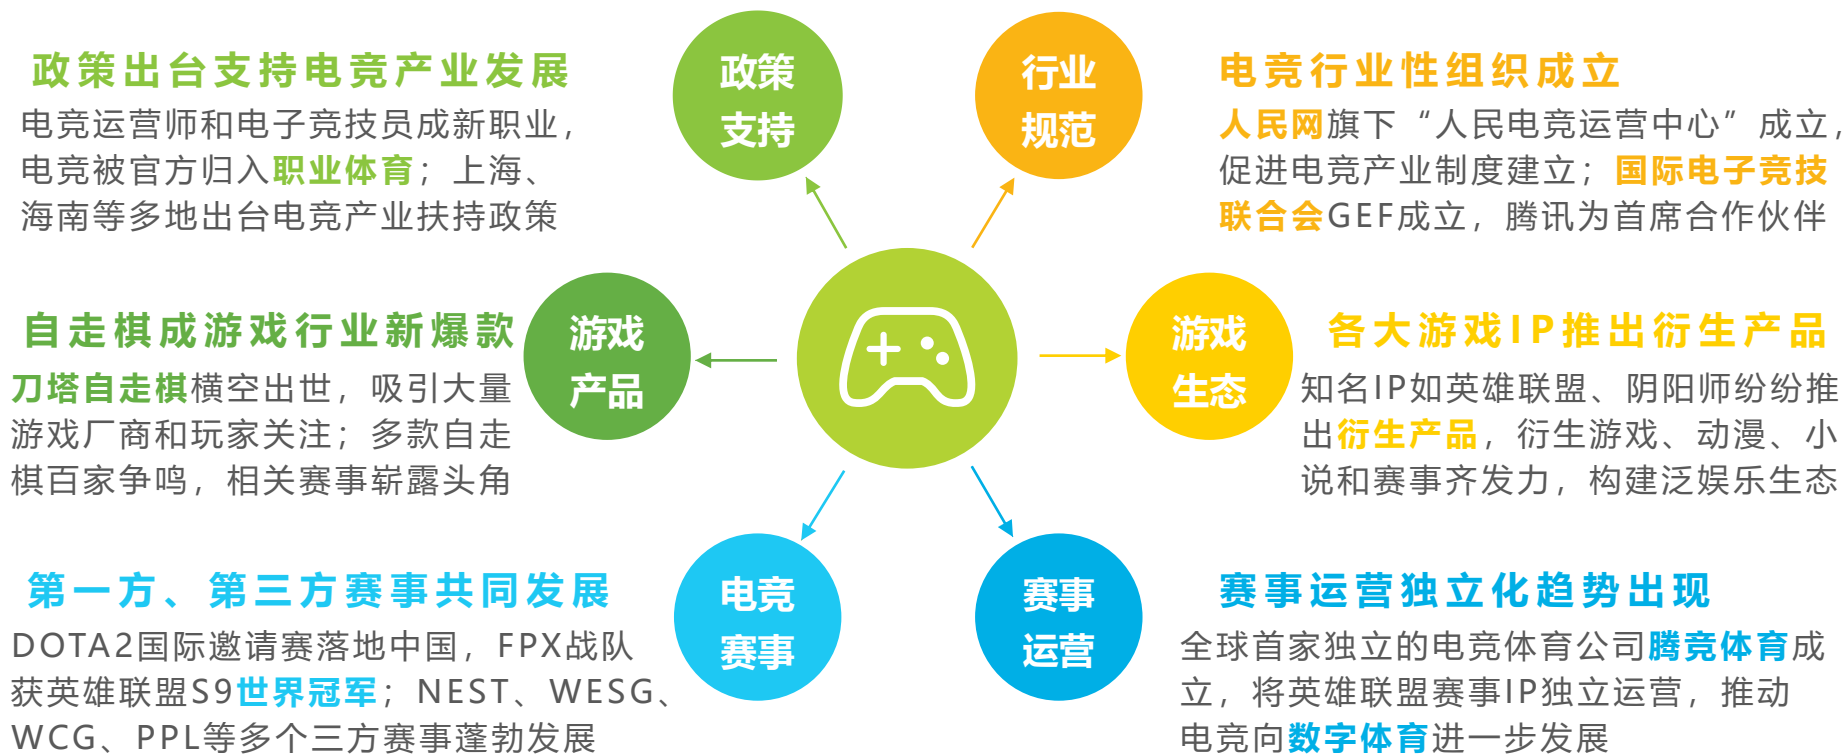 政策出台支持电竞产业发展
电竞运营师和电子竞技员成新职业，
电竞被官方归入职业体育；上海、
海南等多地出台电竞产业扶持政策
政策
支持
行业
规范
电竞行业性组织成立
人民网旗下“人民电竞运营中心”成立，
促进电竞产业制度建立；国际电子竞技
联合会GEF成立，腾讯为首席合作伙伴
自走棋成游戏行业新爆款
刀塔自走棋横空出世，吸引大量
游戏厂商和玩家关注；多款自走
棋百家争鸣，相关赛事崭露头角
游戏
产品
游戏
生态
各大游戏IP推出衍生产品
知名IP如英雄联盟、阴阳师纷纷推
出衍生产品，衍生游戏、动漫、小
说和赛事齐发力，构建泛娱乐生态
第一方、第三方赛事共同发展
DOTA2国际邀请赛落地中国，FPX战队
获英雄联盟S9世界冠军；NEST、WESG、
WCG、PPL等多个三方赛事蓬勃发展
电竞
赛事
赛事
运营
赛事运营独立化趋势出现
全球首家独立的电竞体育公司腾竞体育成
立，将英雄联盟赛事IP独立运营，推动
电竞向数字体育进一步发展